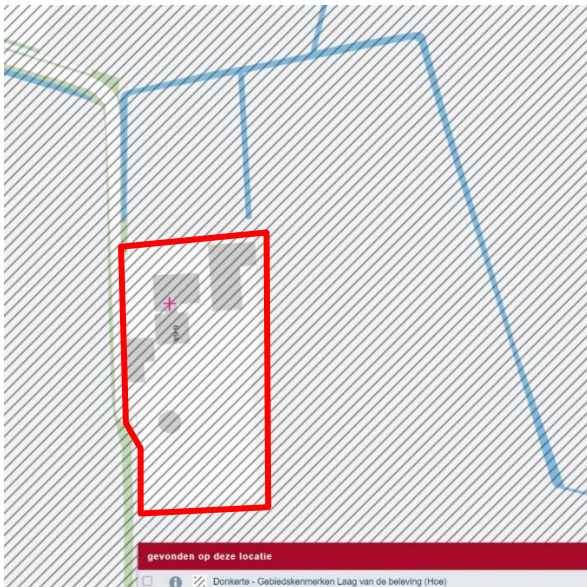 gevonden op deze locatie
Donkerte - Gebiedskenmerken Laag van de beleving (Hoe)